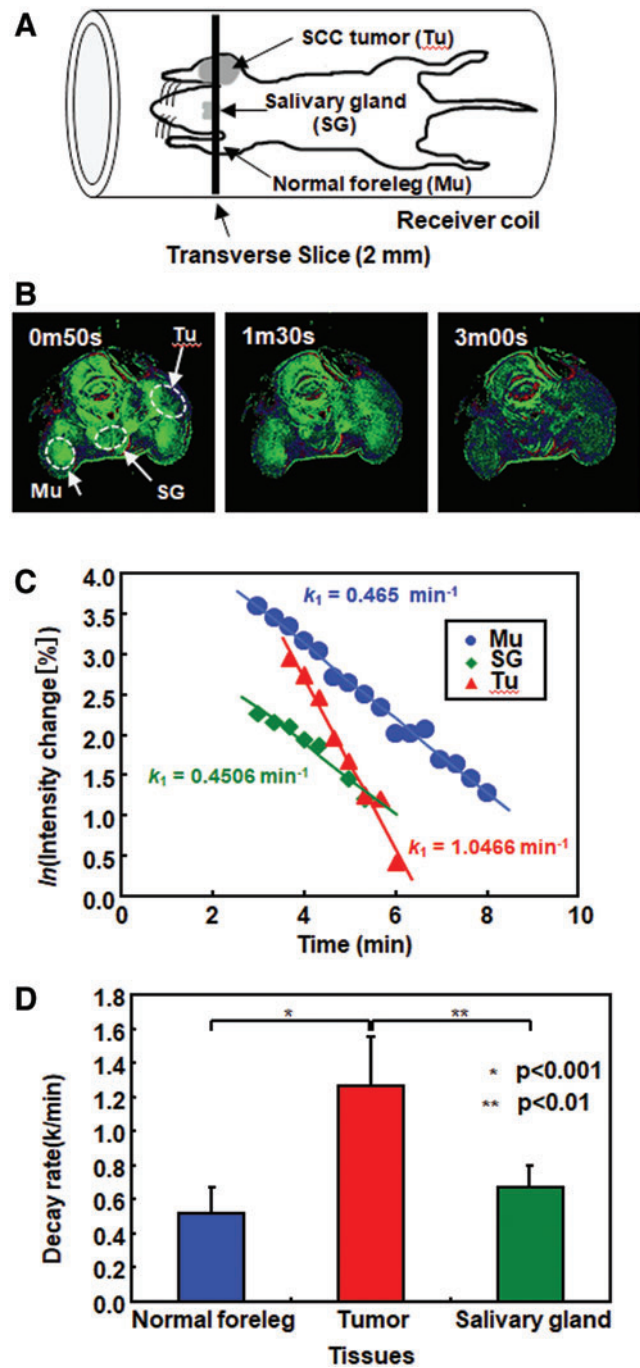 A
SCC tumor (Tu)
Salivary gland
(SG)
Normal foreleg (Mu)
Receiver coil
Transverse Slice (2 mm)
B
0m50s
Tu
Mu
SG
1m30s
3m00s
C
ln(Intensity change[%])
4.0
3.5
3.0
2.5
2.0
1.5
1.0
0.5
0.0
k₁ = 0.465 min⁻¹
Mu
SG
Tu
k₁ = 0.4506 min⁻¹
k₁ = 1.0466 min⁻¹
0 2 4 6 8 10
Time (min)
D
Decay rate(k/min)
1.8
1.6
1.4
1.2
1.0
0.8
0.6
0.4
0.2
0.0
* **
* p<0.001
** p<0.01
Normal foreleg Tumor Salivary gland
Tissues